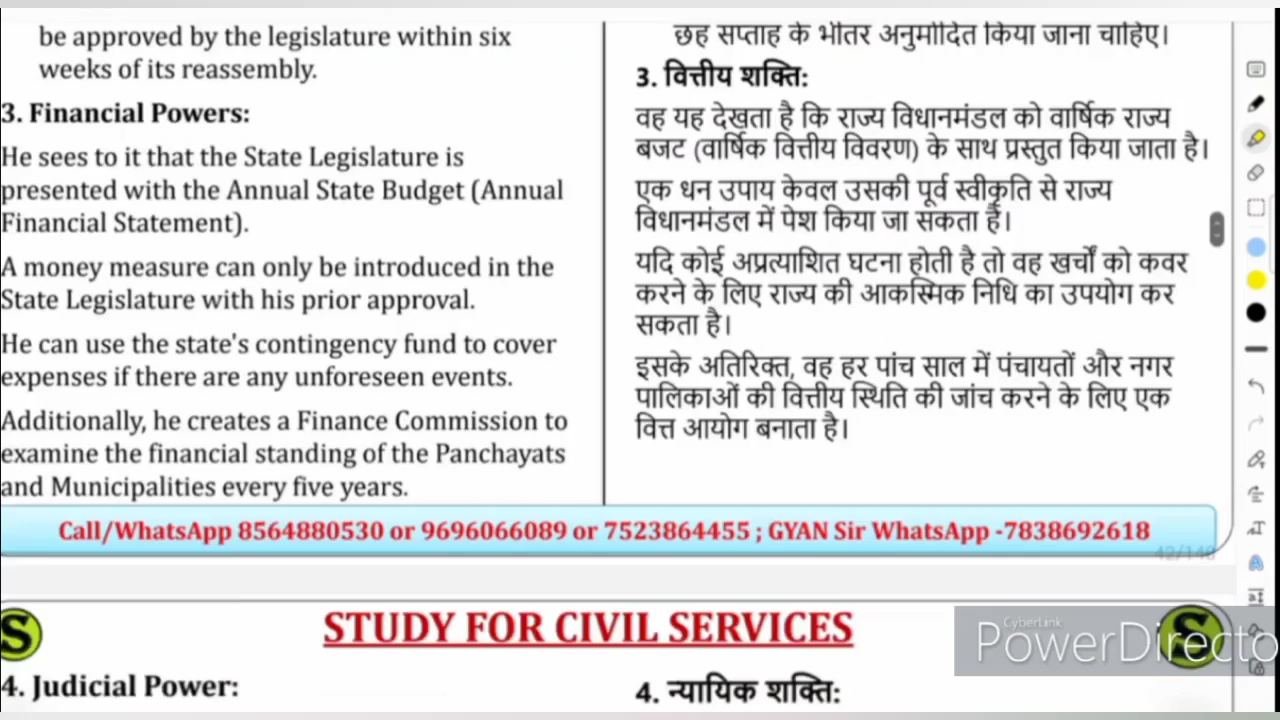 be approved by the legislature within six
weeks of its reassembly.
3. Financial Powers:
He sees to it that the State Legislature is
presented with the Annual State Budget (Annual
Financial Statement).
A money measure can only be introduced in the
State Legislature with his prior approval.
He can use the state's contingency fund to cover
expenses if there are any unforeseen events.
Additionally, he creates a Finance Commission to
examine the financial standing of the Panchayats
and Municipalities every five years.
छह सप्ताह के भीतर अनुमोदित किया जाना चाहिए।
3. वित्तीय शक्ति:
वह यह देखता है कि राज्य विधानमंडल को वार्षिक राज्य
बजट (वार्षिक वित्तीय विवरण) के साथ प्रस्तुत किया जाता है।
एक धन उपाय केवल उसकी पूर्व स्वीकृति से राज्य
विधानमंडल में पेश किया जा सकता है।
यदि कोई अप्रत्याशित घटना होती है तो वह खर्चों को कवर
करने के लिए राज्य की आकस्मिक निधि का उपयोग कर
सकता है।
इसके अतिरिक्त, वह हर पांच साल में पंचायतों और नगर
पालिकाओं की वित्तीय स्थिति की जांच करने के लिए एक
वित्त आयोग बनाता है।
Call/WhatsApp 8564880530 or 9696066089 or 7523864455 ; GYAN Sir WhatsApp -7838692618
42/148
S
STUDY FOR CIVIL SERVICES
S
CyberLink
PowerDirecto
4. Judicial Power:
4. न्यायिक शक्ति: